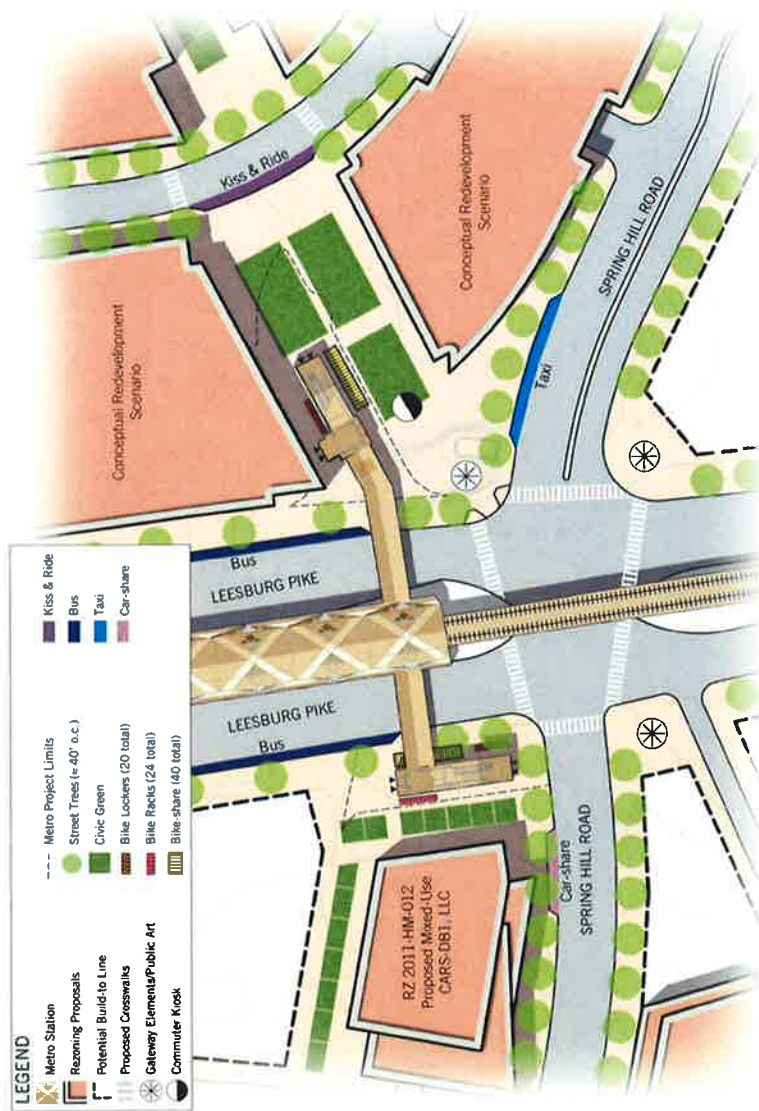 LEGEND
Metro Station
Rezoning Proposals
Potential Build-to Line
Proposed Crosswalks
Gateway Elements/Public Art
Commuter Kiosk
Metro Project Limits
Street Trees (≈ 40' o.c.)
Civic Green
Bike Lockers (20 total)
Bike Racks (24 total)
Bike-share (40 total)
Kiss & Ride
Bus
Taxi
Car-share
Conceptual Redevelopment
Scenario
Kiss & Ride
Conceptual Redevelopment
Scenario
Bus
LEESBURG PIKE
LEESBURG PIKE
Bus
Taxi
SPRING HILL ROAD
RZ 2011-HM-012
Proposed Mixed-Use
CARS-DB1, LLC
Car-share
SPRING HILL ROAD